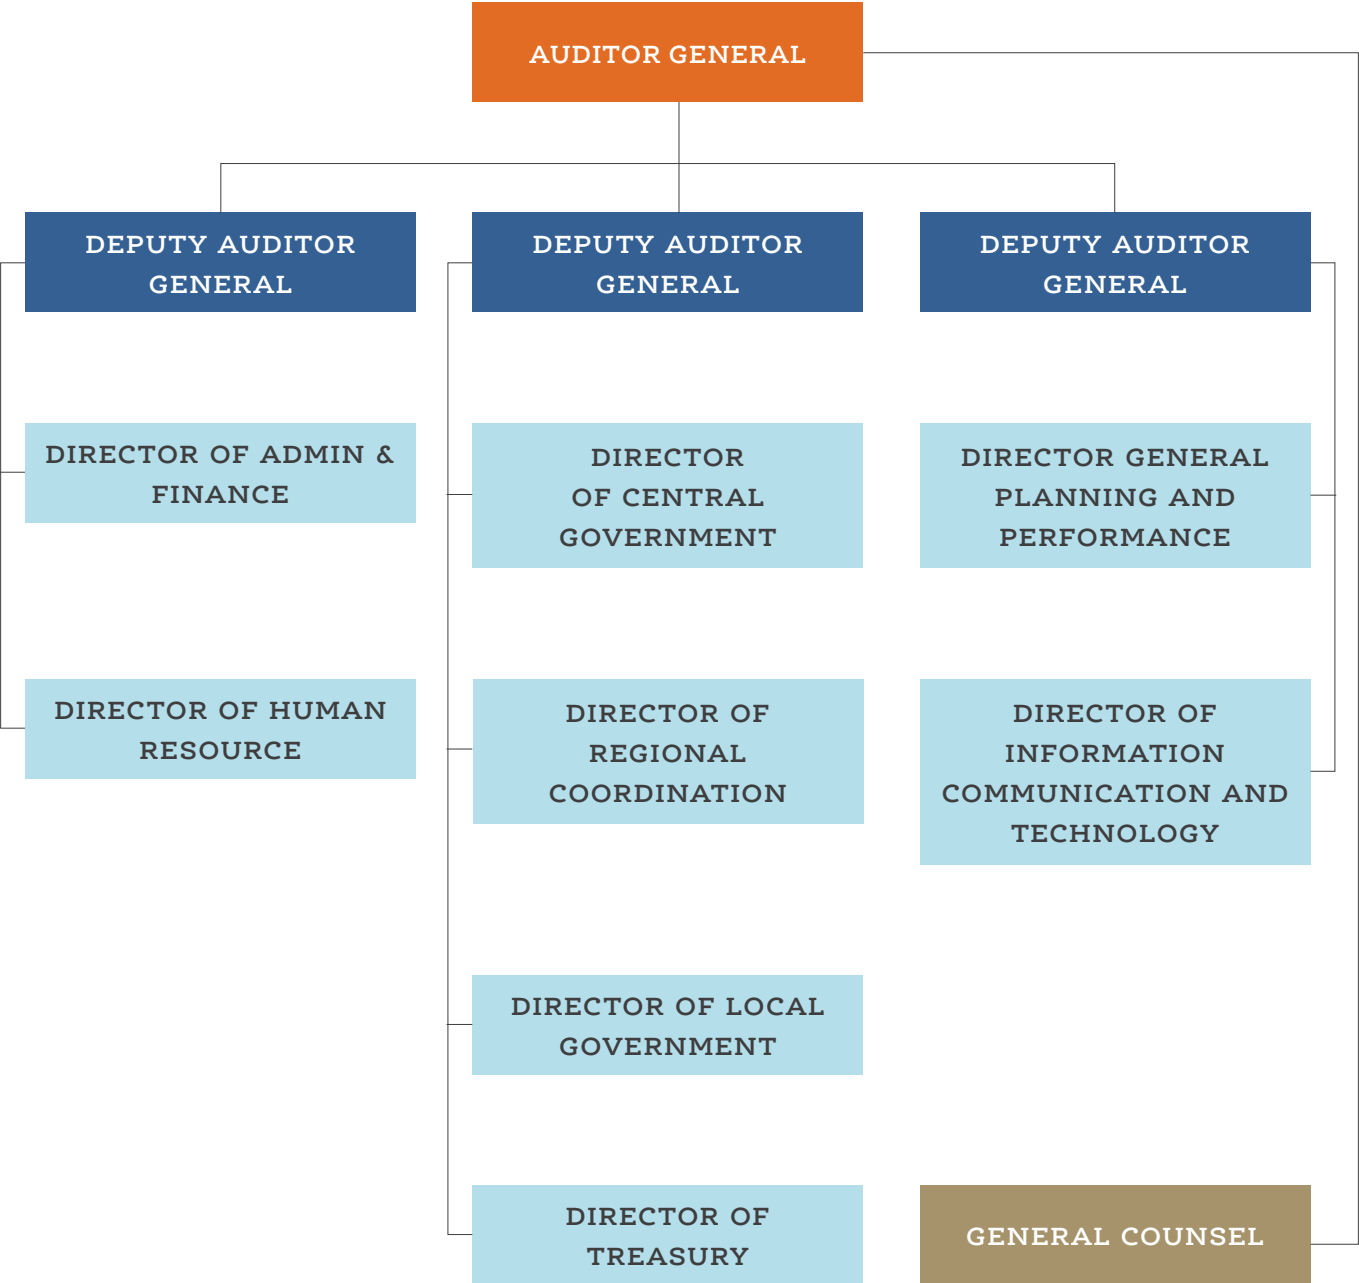 AUDITOR GENERAL
DEPUTY AUDITOR
GENERAL
DEPUTY AUDITOR
GENERAL
DEPUTY AUDITOR
GENERAL
DIRECTOR OF ADMIN &
FINANCE
DIRECTOR
OF CENTRAL
GOVERNMENT
DIRECTOR GENERAL
PLANNING AND
PERFORMANCE
DIRECTOR OF HUMAN
RESOURCE
DIRECTOR OF
REGIONAL
COORDINATION
DIRECTOR OF
INFORMATION
COMMUNICATION AND
TECHNOLOGY
DIRECTOR OF LOCAL
GOVERNMENT
DIRECTOR OF
TREASURY
GENERAL COUNSEL